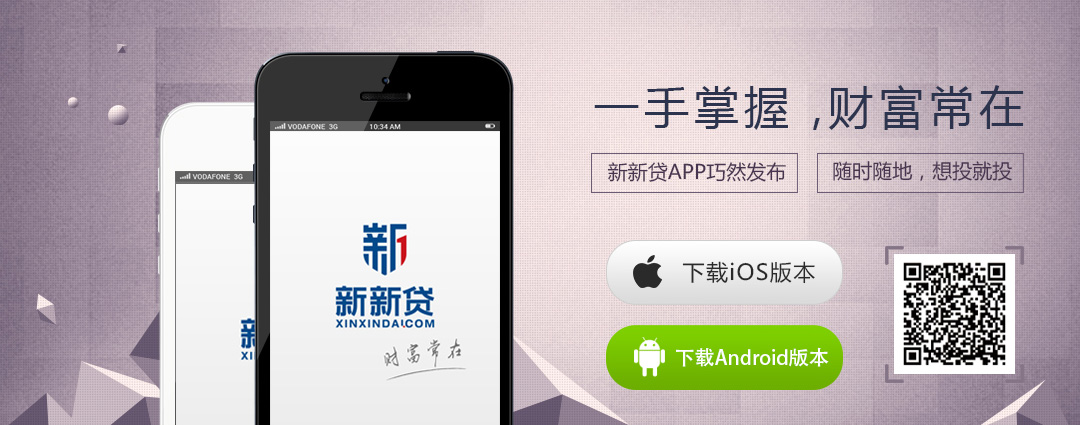 VODAFONE 3G
VODAFONE 3G 10:34 AM
新新贷
XINXINDAI.COM
财富常在
一手掌握,财富常在
新新贷APP巧然发布
随时随地，想投就投
下载iOS版本
下载Android版本